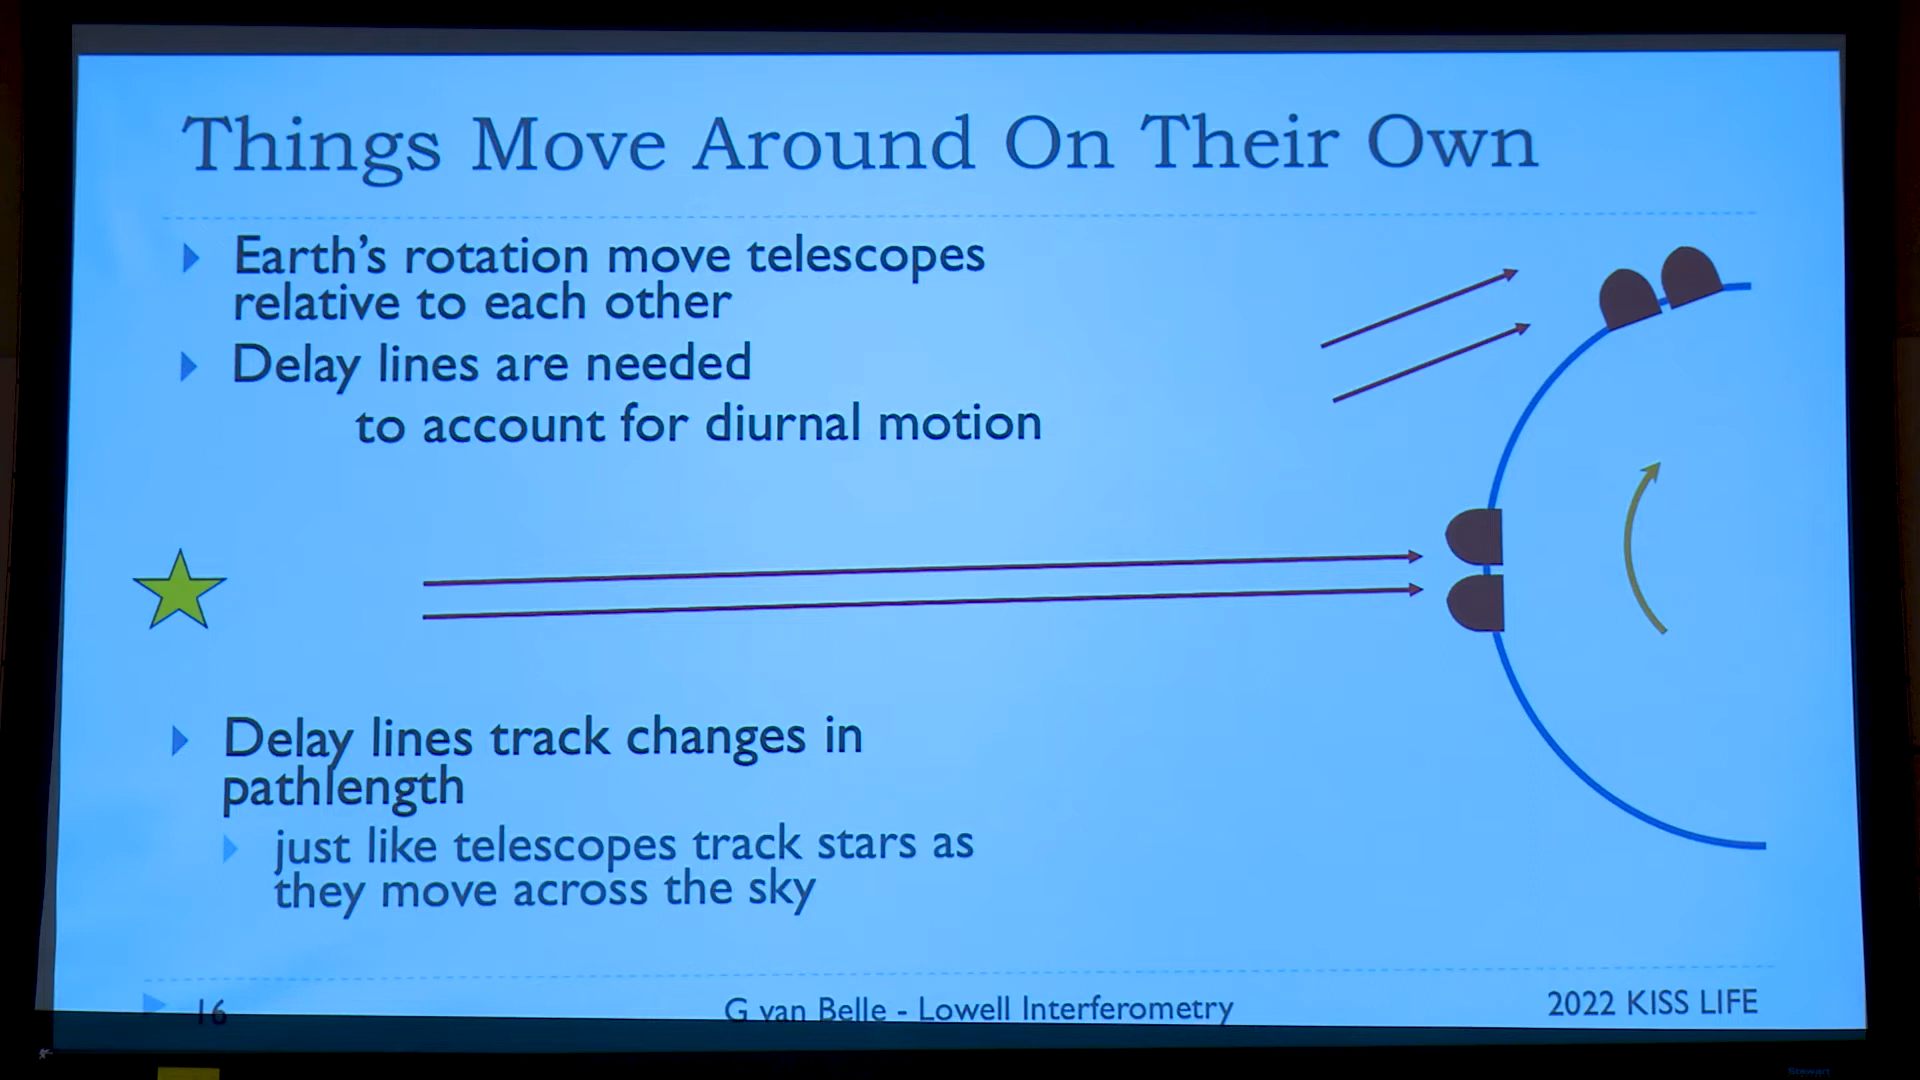 Things Move Around On Their Own
Earth's rotation move telescopes
relative to each other
Delay lines are needed
to account for diurnal motion
Delay lines track changes in
pathlength
just like telescopes track stars as
they move across the sky
16
G van Belle - Lowell Interferometry
2022 KISS LIFE
Stewart